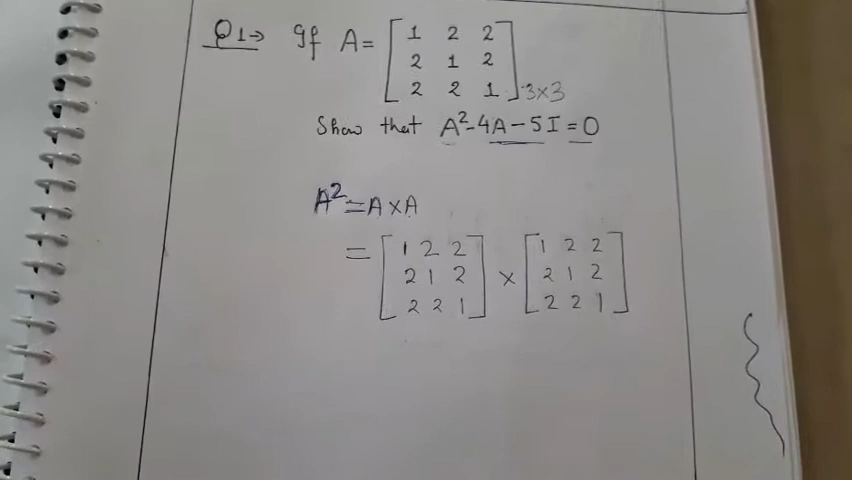 Q1→ If A= [1 2 2
2 1 2
2 2 1] 3×3
Show that A²-4A-5I=0
A²=A×A
= [1 2 2 2 1 2 2 2 1] × [1 2 2 2 1 2 2 2 1]